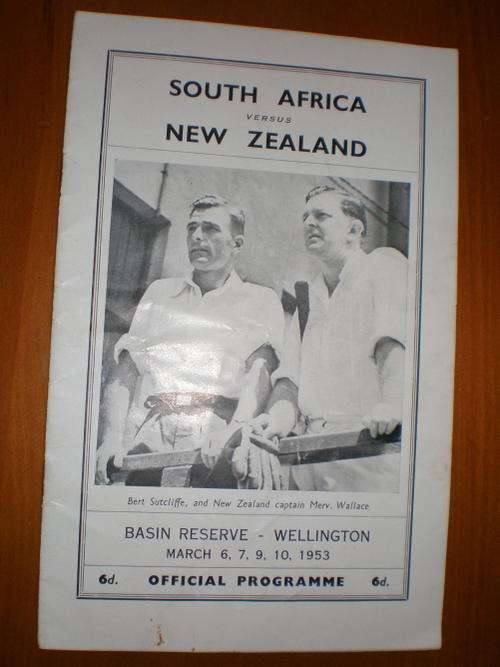 SOUTH AFRICA
VERSUS
NEW ZEALAND
Bert Sutcliffe, and New Zealand captain Merv. Wallace
BASIN RESERVE - WELLINGTON
MARCH 6, 7, 9, 10, 1953
6d. OFFICIAL PROGRAMME 6d.